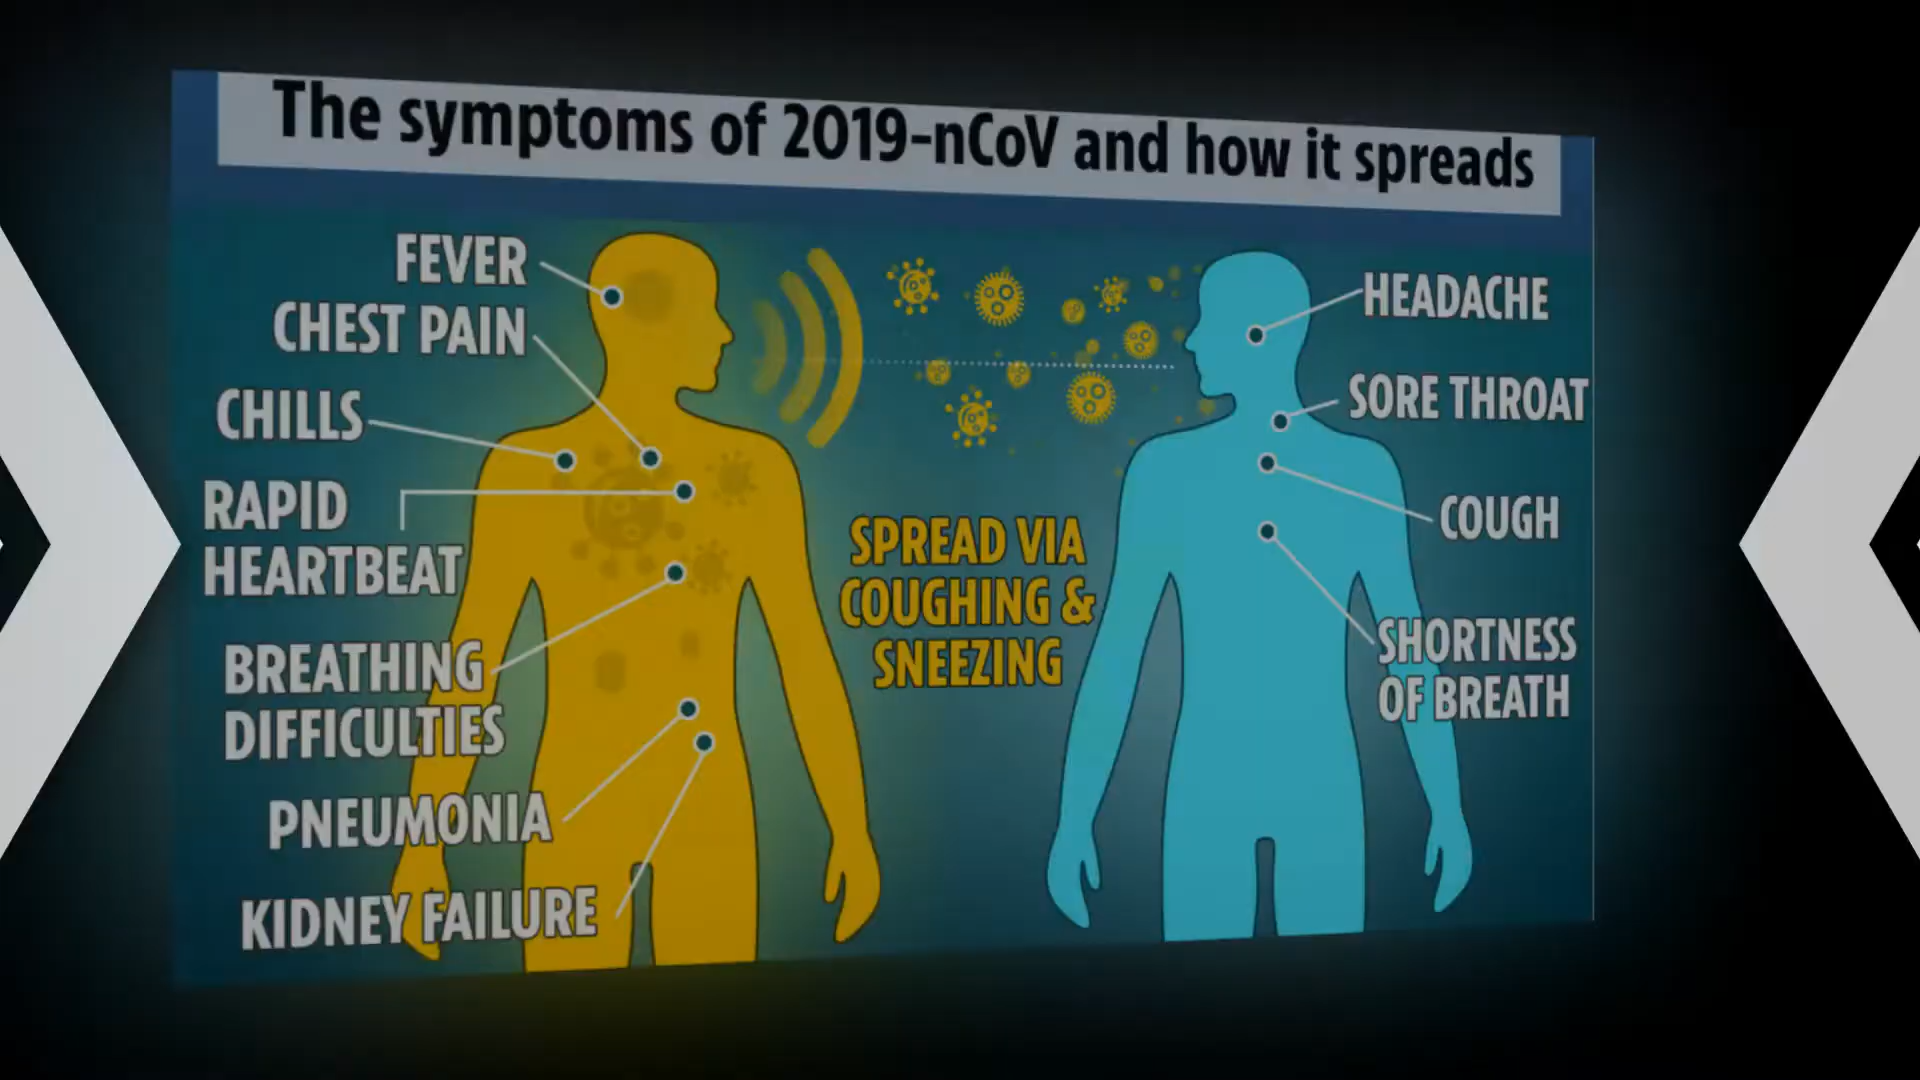 The symptoms of 2019-nCoV and how it spreads
FEVER
CHEST PAIN
CHILLS
RAPID
HEARTBEAT
BREATHING
DIFFICULTIES
PNEUMONIA
KIDNEY FAILURE
SPREAD VIA
COUGHING &
SNEEZING
HEADACHE
SORE THROAT
COUGH
SHORTNESS
OF BREATH